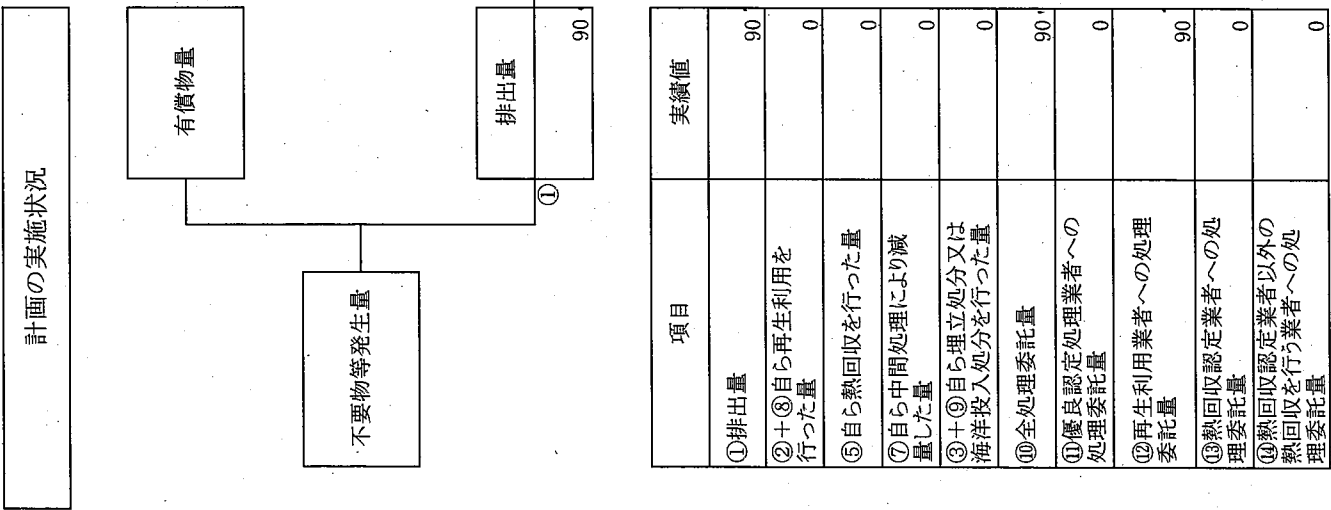 計画の実施状況
有償物量
不要物等発生量
排出量
①
90
項目
実績値
①排出量
90
②+⑧自ら再生利用を
行った量
0
⑤自ら熱回収を行った量
0
⑦自ら中間処理により減
量した量
0
③+⑨自ら埋立処分又は
海洋投入処分を行った量
0
⑩全処理委託量
90
⑪優良認定処理業者への
処理委託量
0
⑫再生利用業者への処理
委託量
90
⑬熱回収認定業者への処
理委託量
0
⑭熱回収認定業者以外の
熱回収を行う業者への処
理委託量
0